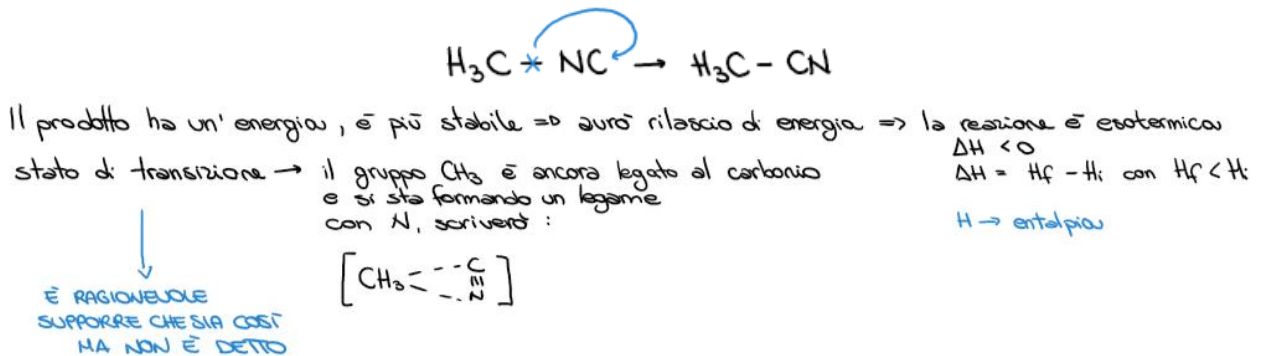 H₃C - NC → H₃C - CN
Il prodotto ha un' energia, è più stabile => avrò rilascio di energia => la reazione è esotermica
ΔH < 0
stato di transizione → il gruppo CH₃ è ancora legato al carbonio
ΔH = Hf - Hi con Hf < Hi
e si sta formando un legame
con N, scriverò :
H → entalpia
[CH₃ C≡N]
È RAGIONEVOLE
SUPPORRE CHE SIA COSÌ
MA NON È DETTO